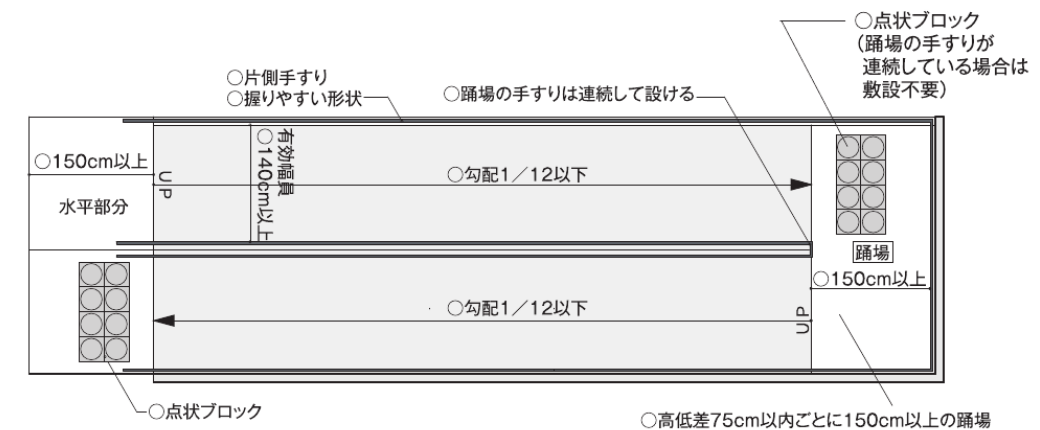 ○点状ブロック
(踊場の手すりが
連続している場合は
敷設不要)
○片側手すり
○握りやすい形状
○踊場の手すりは連続して設ける
○150cm以上
水平部分
UP
有効幅員
○140cm以上
○勾配1/12以下
踊場
○150cm以上
○勾配1/12以下
UP
○点状ブロック
○高低差75cm以内ごとに150cm以上の踊場